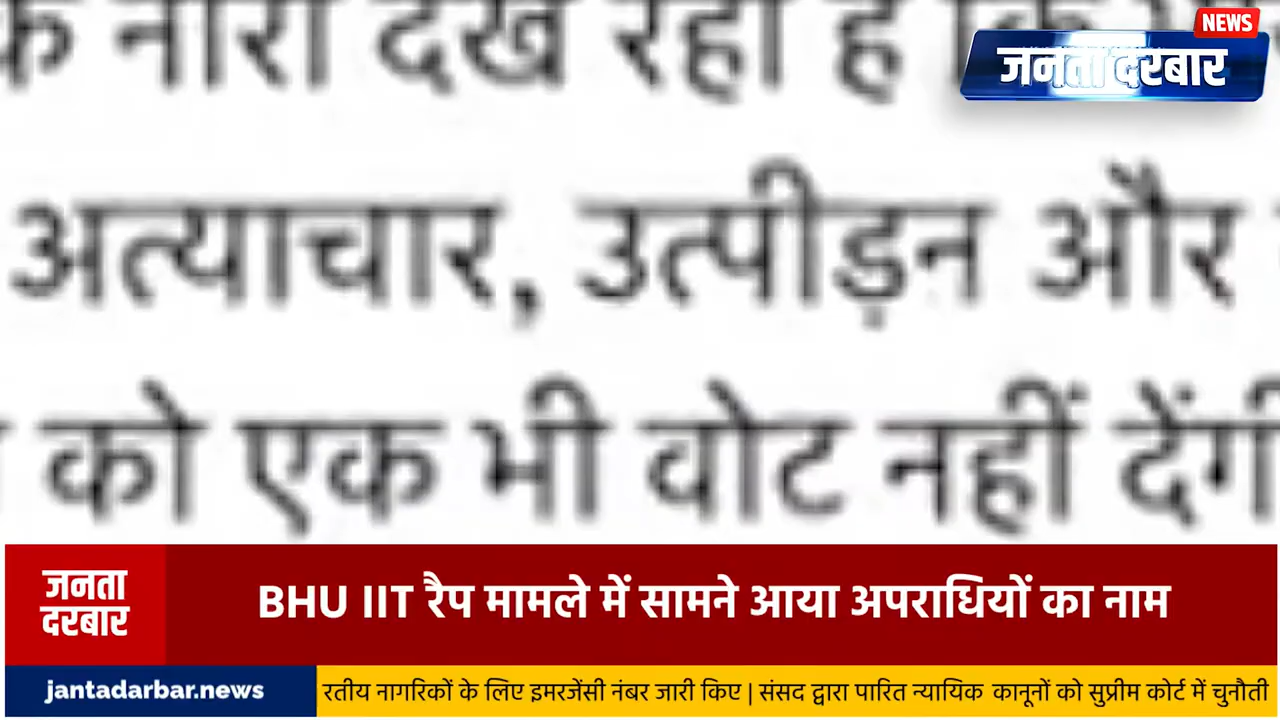 नारी देख रही है कि
NEWS
जनता दरबार
अत्याचार, उत्पीड़न और
को एक भी वोट नहीं देंगी
जनता
दरबार
BHU IIT रैप मामले में सामने आया अपराधियों का नाम
jantadarbar.news
रतीय नागरिकों के लिए इमरजेंसी नंबर जारी किए | संसद द्वारा पारित न्यायिक कानूनों को सुप्रीम कोर्ट में चुनौती